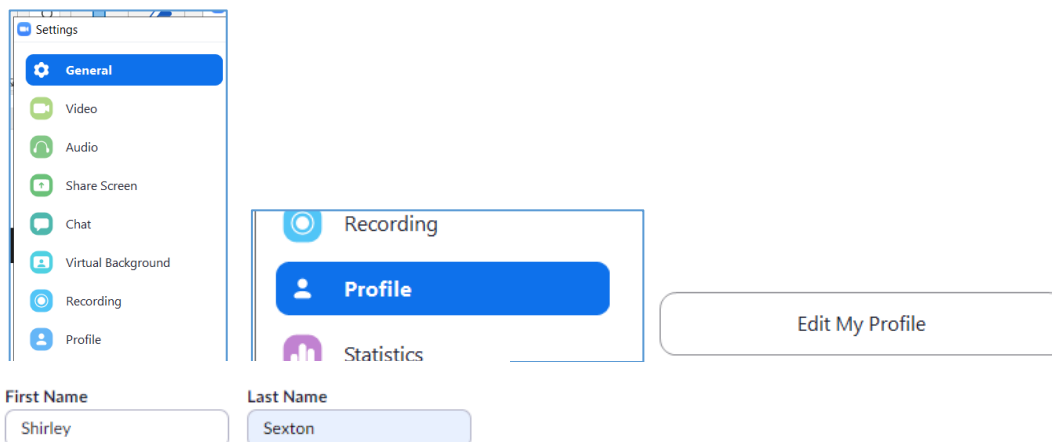 Settings
General
Video
Audio
Share Screen
Chat
Virtual Background
Recording
Profile
Recording
Profile
Statistics
Edit My Profile
First Name
Last Name
Shirley
Sexton